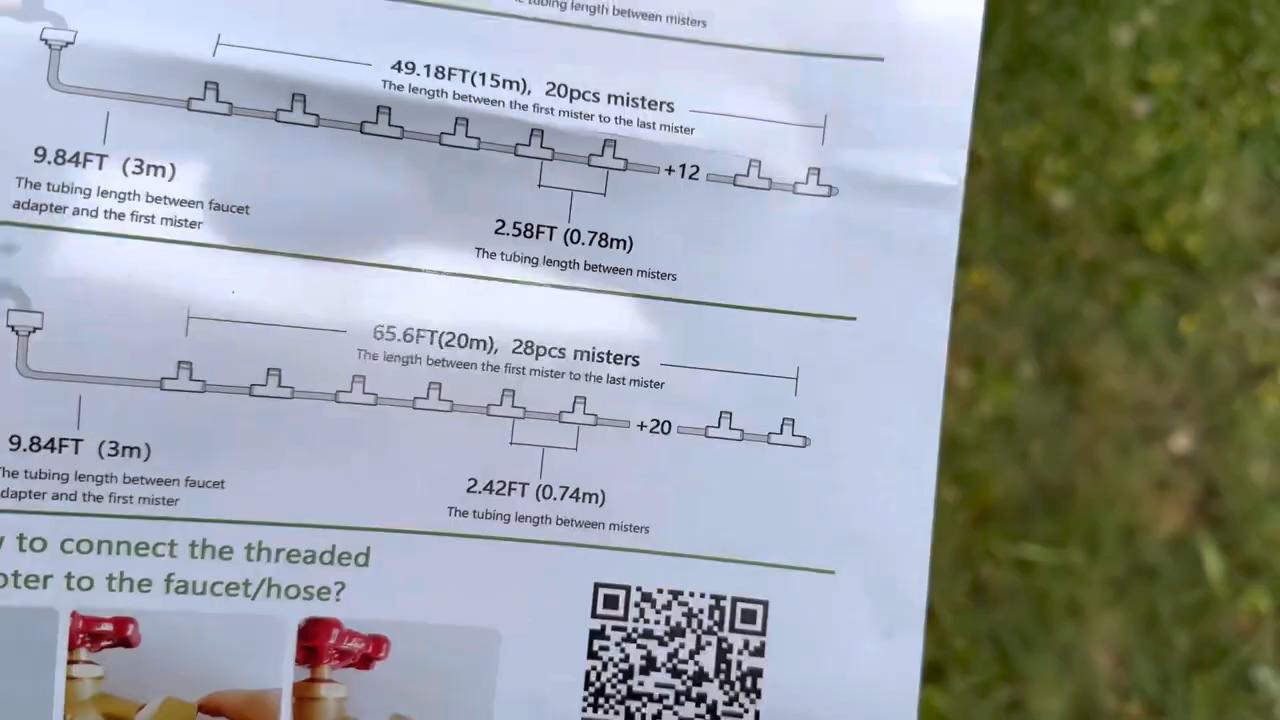 tubing length between misters
49.18FT(15m), 20pcs misters
The length between the first mister to the last mister
+12
9.84FT (3m)
The tubing length between faucet
adapter and the first mister
2.58FT (0.78m)
The tubing length between misters
65.6FT(20m), 28pcs misters
The length between the first mister to the last mister
+20
9.84FT (3m)
The tubing length between faucet
dapter and the first mister
2.42FT (0.74m)
The tubing length between misters
to connect the threaded
pter to the faucet/hose?